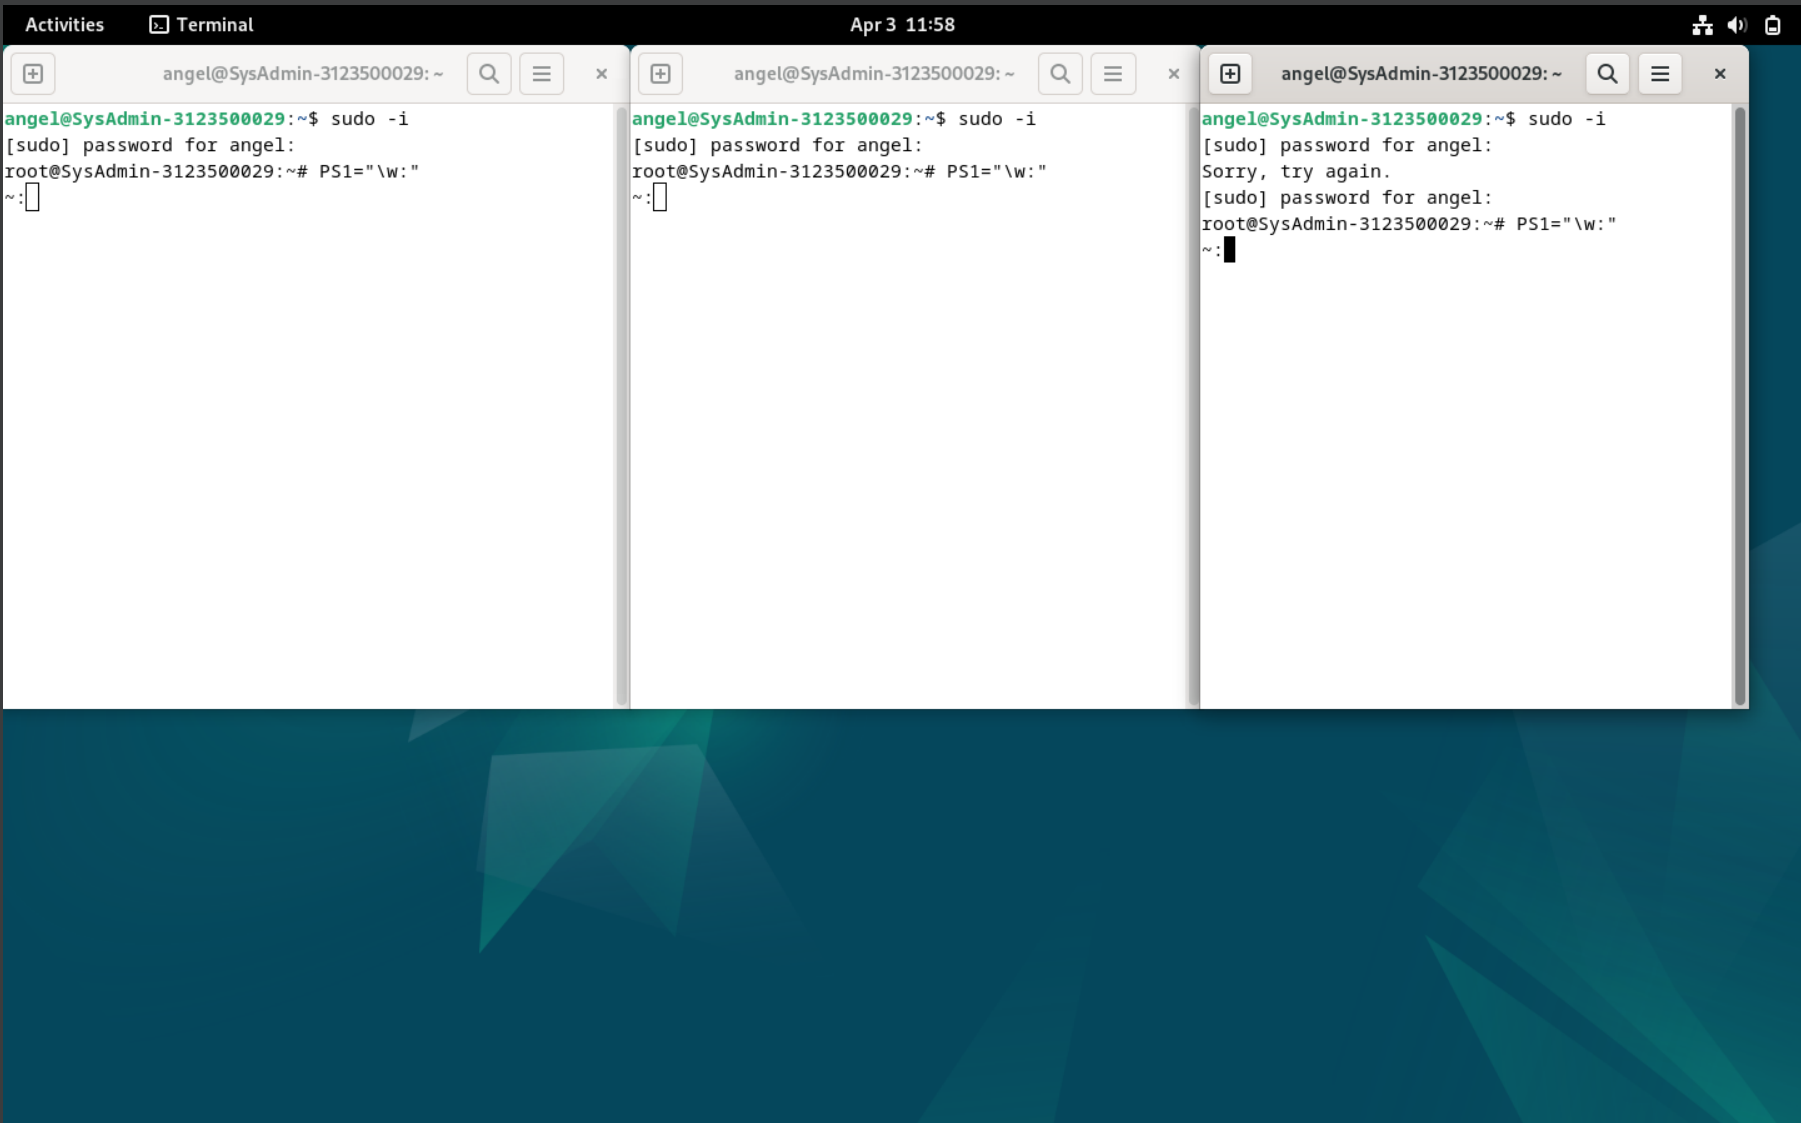 Activities Terminal Apr 3 11:58
angel@SysAdmin-3123500029: ~
angel@SysAdmin-3123500029:~$ sudo -i
[sudo] password for angel:
root@SysAdmin-3123500029:~# PS1="\w:"
~:
angel@SysAdmin-3123500029: ~
angel@SysAdmin-3123500029:~$ sudo -i
[sudo] password for angel:
root@SysAdmin-3123500029:~# PS1="\w:"
~:
angel@SysAdmin-3123500029: ~
angel@SysAdmin-3123500029:~$ sudo -i
[sudo] password for angel:
Sorry, try again.
[sudo] password for angel:
root@SysAdmin-3123500029:~# PS1="\w:"
~: